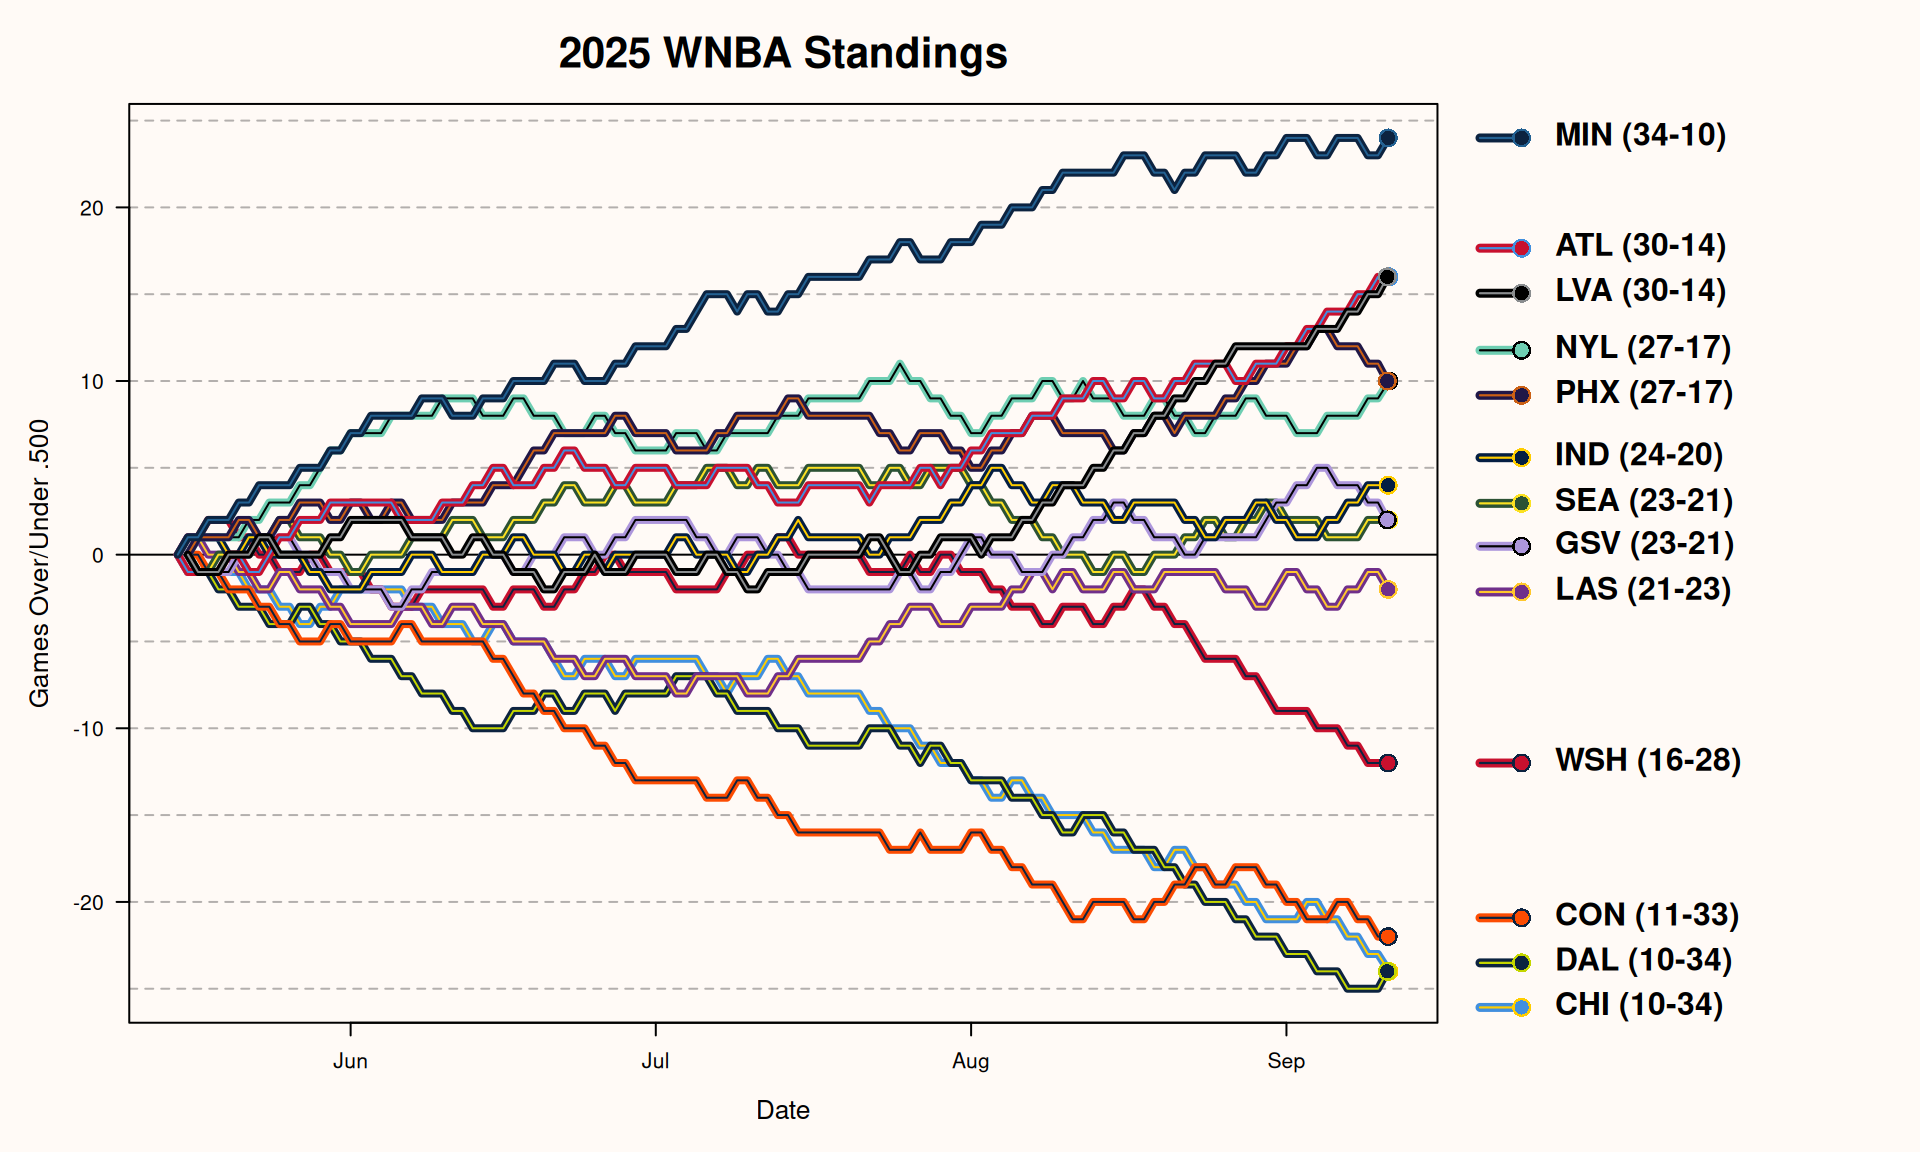 2025 WNBA Standings
Games Over/Under .500
20
10
0
-10
-20
Jun
Jul
Aug
Sep
Date
MIN (34-10)
ATL (30-14)
LVA (30-14)
NYL (27-17)
PHX (27-17)
IND (24-20)
SEA (23-21)
GSV (23-21)
LAS (21-23)
WSH (16-28)
CON (11-33)
DAL (10-34)
CHI (10-34)